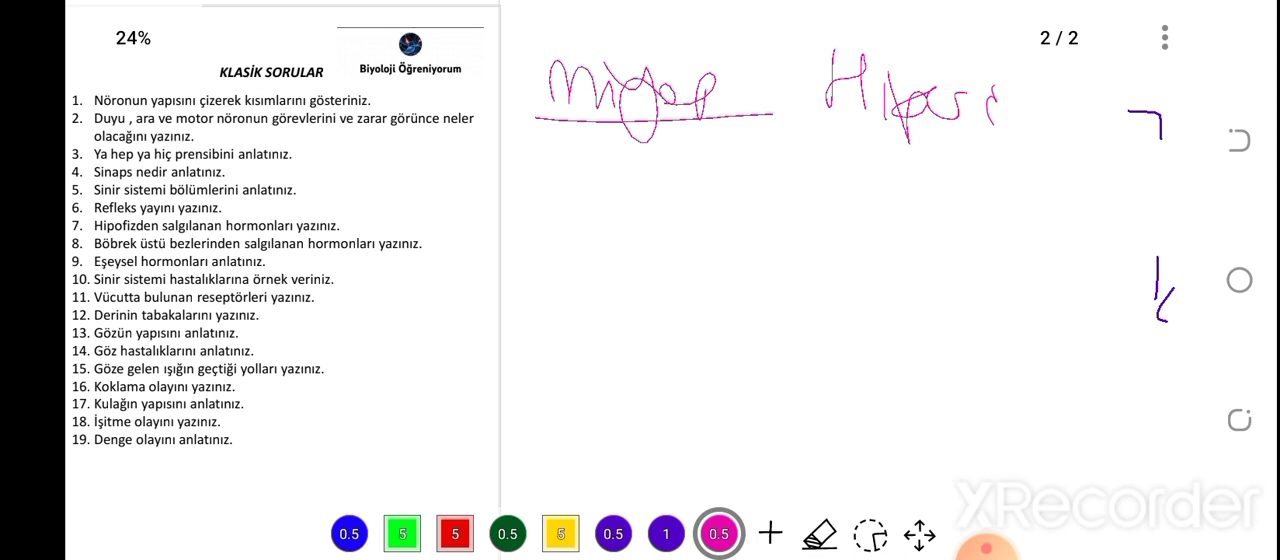 24%
Biyoloji Öğreniyorum
KLASİK SORULAR
1. Nöronun yapısını çizerek kısımlarını gösteriniz.
2. Duyu , ara ve motor nöronun görevlerini ve zarar görünce neler
olacağını yazınız.
3. Ya hep ya hiç prensibini anlatınız.
4. Sinaps nedir anlatınız.
5. Sinir sistemi bölümlerini anlatınız.
6. Refleks yayını yazınız.
7. Hipofizden salgılanan hormonları yazınız.
8. Böbrek üstü bezlerinden salgılanan hormonları yazınız.
9. Eşeysel hormonları anlatınız.
10. Sinir sistemi hastalıklarına örnek veriniz.
11. Vücutta bulunan reseptörleri yazınız.
12. Derinin tabakalarını yazınız.
13. Gözün yapısını anlatınız.
14. Göz hastalıklarını anlatınız.
15. Göze gelen ışığın geçtiği yolları yazınız.
16. Koklama olayını yazınız.
17. Kulağın yapısını anlatınız.
18. İşitme olayını yazınız.
19. Denge olayını anlatınız.
miyop
2 / 2
0.5 5 5 0.5 5 0.5 1 0.5
XRecorder